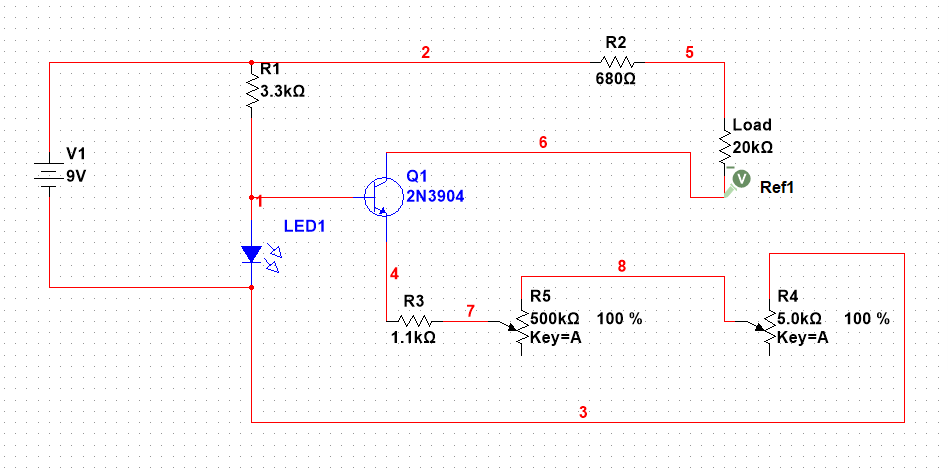 R2
2
5
680Ω
R1
3.3kΩ
Load
20kΩ
V1
9V
6
V
Ref1
Q1
2N3904
1
LED1
4
8
R3
7
1.1kΩ
R5
500kΩ 100 %
Key=A
R4
5.0kΩ 100 %
Key=A
3